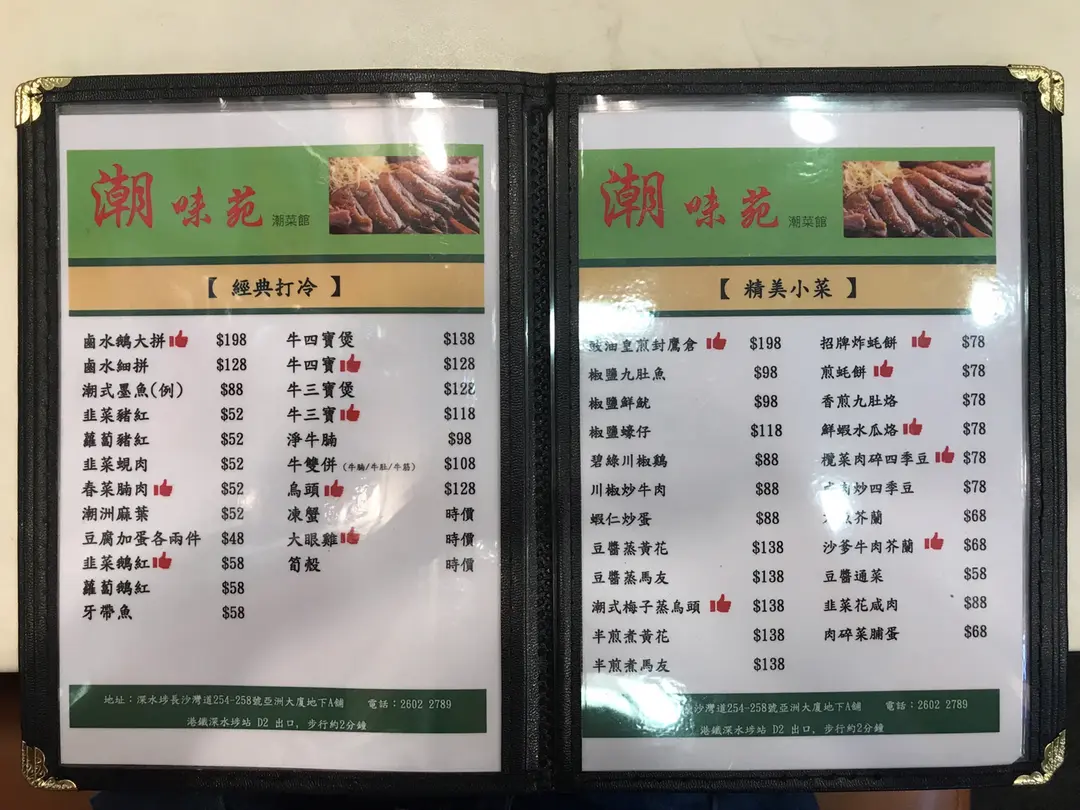 潮味苑 潮菜館
【 經典打冷 】
鹵水鵝大拼 $198
鹵水細拼 $128
潮式墨魚(例) $88
韭菜豬紅 $52
蘿蔔豬紅 $52
韭菜蜆肉 $52
春菜腩肉 $52
潮洲麻葉 $52
豆腐加蛋各兩件 $48
韭菜鵝紅 $58
蘿蔔鵝紅 $58
牙帶魚 $58
牛四寶煲 $138
牛四寶 $128
牛三寶煲 $128
牛三寶 $118
淨牛腩 $98
牛雙併 (牛腩/牛肚/牛筋) $108
烏頭 $128
凍蟹 時價
大眼雞 時價
筍殼 時價
地址：深水埗長沙灣道254-258號亞洲大廈地下A舖 電話：2602 2789
港鐵深水埗站 D2 出口, 步行約2分鐘
潮味苑 潮菜館
【 精美小菜 】
豉油皇煎封鷹倉 $198
椒鹽九肚魚 $98
椒鹽鮮魷 $98
椒鹽蠔仔 $118
碧綠川椒鷄 $88
川椒炒牛肉 $88
蝦仁炒蛋 $88
豆醬蒸黃花 $138
豆醬蒸馬友 $138
潮式梅子蒸烏頭 $138
半煎煮黃花 $138
半煎煮馬友 $138
招牌炸蚝餅 $78
煎蚝餅 $78
香煎九肚烙 $78
鮮蝦水瓜烙 $78
欖菜肉碎四季豆 $78
炒四季豆 $78
芥蘭 $68
沙爹牛肉芥蘭 $68
豆醬通菜 $58
韭菜花咸肉 $88
肉碎菜脯蛋 $68
沙灣道254-258號亞洲大廈地下A舖 電話：2602 2789
港鐵深水埗站 D2 出口, 步行約2分鐘